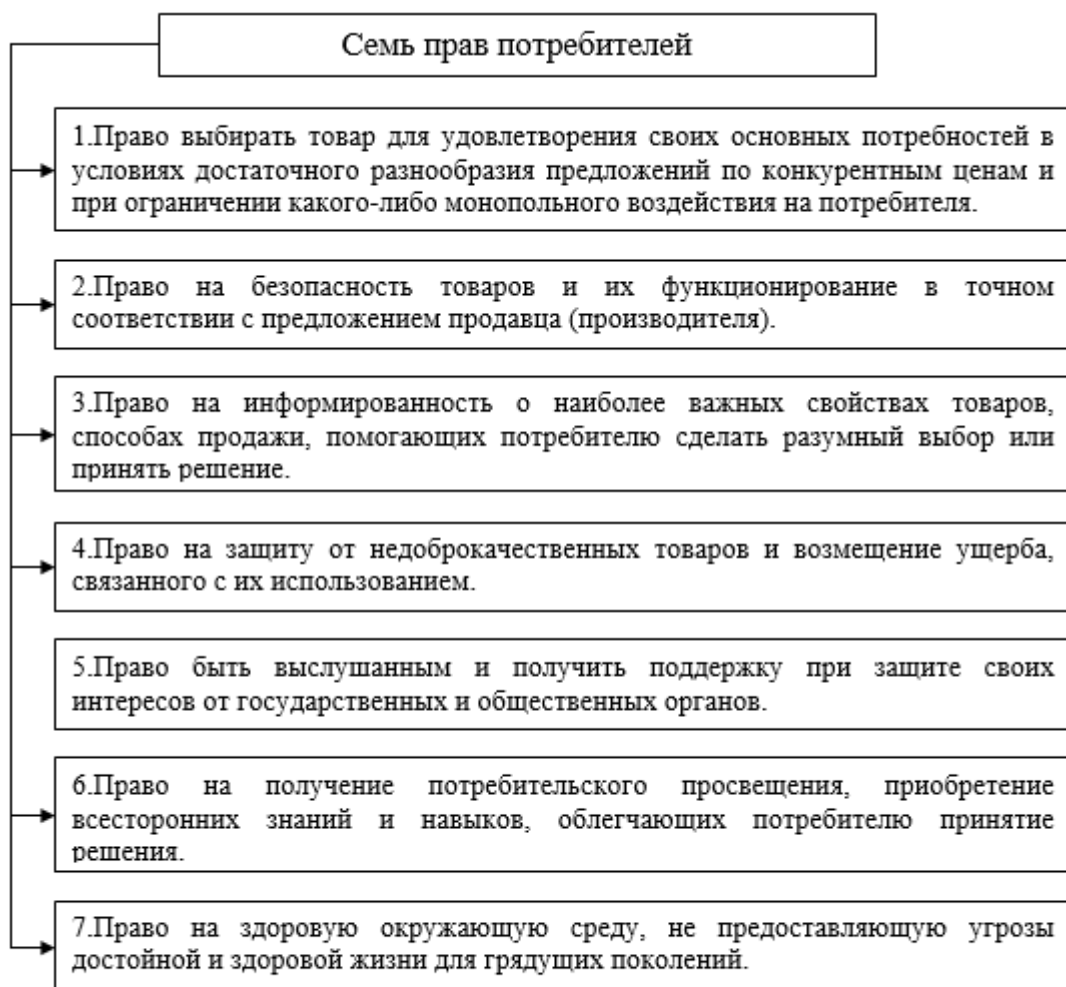 Семь прав потребителей
1.Право выбирать товар для удовлетворения своих основных потребностей в
условиях достаточного разнообразия предложений по конкурентным ценам и
при ограничении какого-либо монопольного воздействия на потребителя.
2.Право на безопасность товаров и их функционирование в точном
соответствии с предложением продавца (производителя).
3.Право на информированность о наиболее важных свойствах товаров,
способах продажи, помогающих потребителю сделать разумный выбор или
принять решение.
4.Право на защиту от недоброкачественных товаров и возмещение ущерба,
связанного с их использованием.
5.Право быть выслушанным и получить поддержку при защите своих
интересов от государственных и общественных органов.
6.Право на получение потребительского просвещения, приобретение
всесторонних знаний и навыков, облегчающих потребителю принятие
решения.
7.Право на здоровую окружающую среду, не предоставляющую угрозы
достойной и здоровой жизни для грядущих поколений.